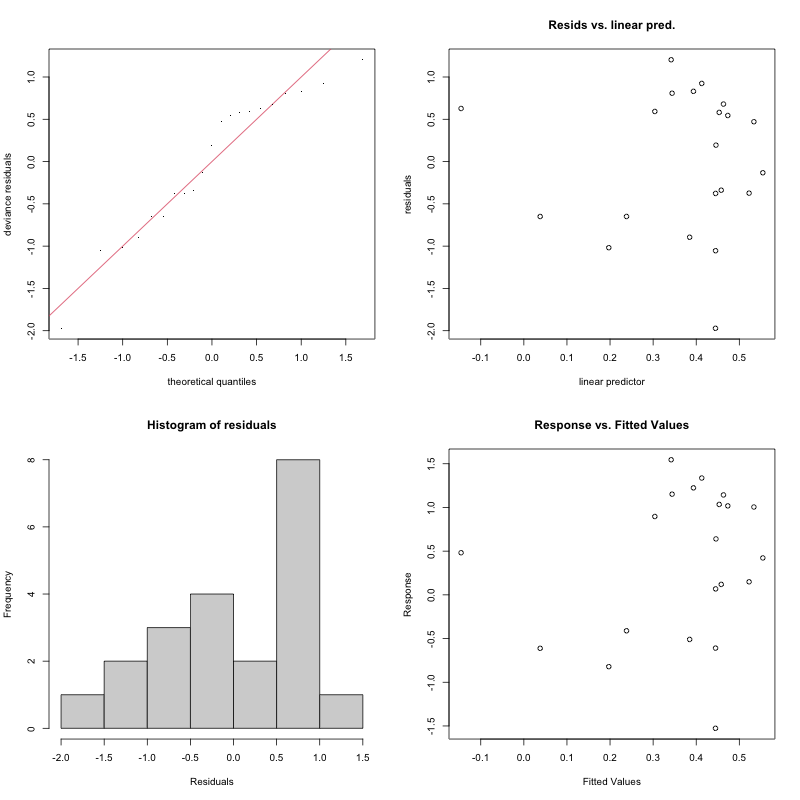 deviance residuals
1.0
0.5
0.0
-0.5
-1.0
-1.5
-2.0
-1.5 -1.0 -0.5 0.0 0.5 1.0 1.5
theoretical quantiles
Resids vs. linear pred.
residuals
1.0
0.5
0.0
-0.5
-1.0
-1.5
-2.0
-0.1 0.0 0.1 0.2 0.3 0.4 0.5
linear predictor
Histogram of residuals
Frequency
8
6
4
2
0
-2.0 -1.5 -1.0 -0.5 0.0 0.5 1.0 1.5
Residuals
Response vs. Fitted Values
Response
1.5
1.0
0.5
0.0
-0.5
-1.0
-1.5
-0.1 0.0 0.1 0.2 0.3 0.4 0.5
Fitted Values